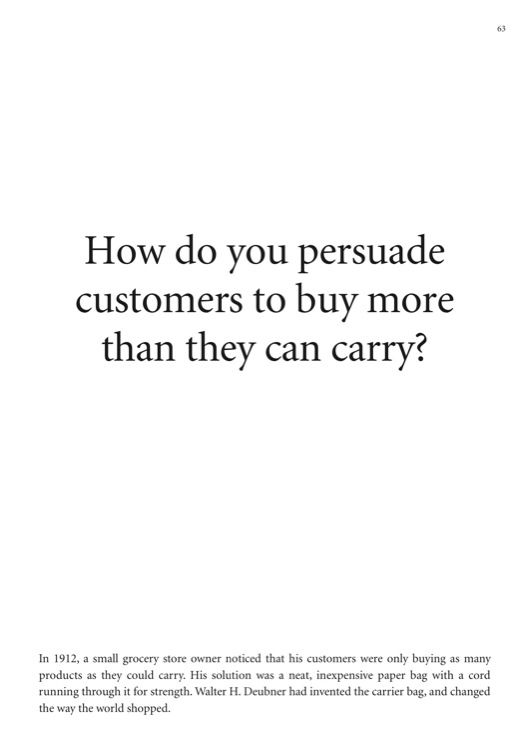 63
How do you persuade
customers to buy more
than they can carry?
In 1912, a small grocery store owner noticed that his customers were only buying as many
products as they could carry. His solution was a neat, inexpensive paper bag with a cord
running through it for strength. Walter H. Deubner had invented the carrier bag, and changed
the way the world shopped.